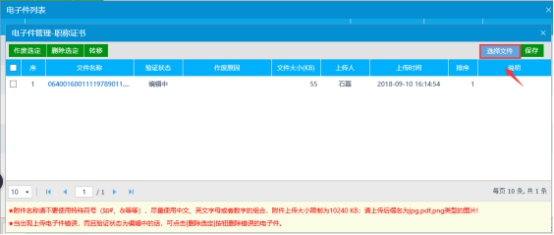 电子件列表
电子件管理-职称证书
作废选定 删除选定 转移 选择文件 保存
序 文件名称 验证状态 作废原因 文件大小(KB) 上传人 上传时间 排序 说明
1 06400160011119789011.... 编辑中 55 石磊 2018-09-10 16:14:54 1
10 1 / 1 每页 10 条, 共 1 条
★附件名请不要使用特殊符号（$U#，&等等），尽量使用中文，英文字母或者数字的组合，附件上传大小限制为10240 KB；请上传后缀名为jpg,pdf,png类型的图片！
★当出现上传电子件错误，而且验证状态为编辑中的话，可点击[删除选定]按钮删除错误的电子件。